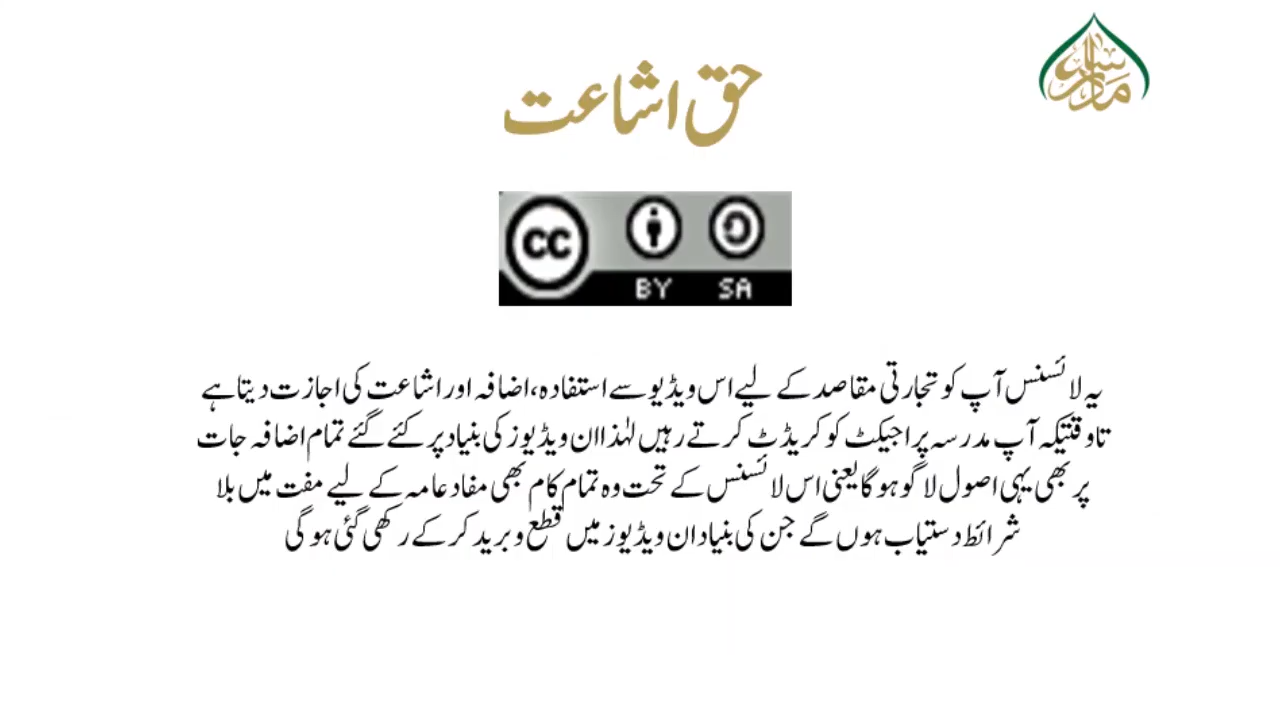 مدرسہ
حق اشاعت
CC
BY SA
یہ لائسنس آپ کو تجارتی مقاصد کے لیے اس ویڈیو سے استفادہ، اضافہ اور اشاعت کی اجازت دیتا ہے
تاوقتیکہ آپ مدرسہ پراجیکٹ کو کریڈٹ کرتے رہیں لہٰذا ان ویڈیوز کی بنیاد پر کئے گئے تمام اضافہ جات
پر بھی یہی اصول لاگو ہوگا یعنی اس لائسنس کے تحت وہ تمام کام بھی مفاد عامہ کے لیے مفت میں بلا
شرائط دستیاب ہوں گے جن کی بنیاد ان ویڈیوز میں قطع و برید کر کے رکھی گئی ہوگی